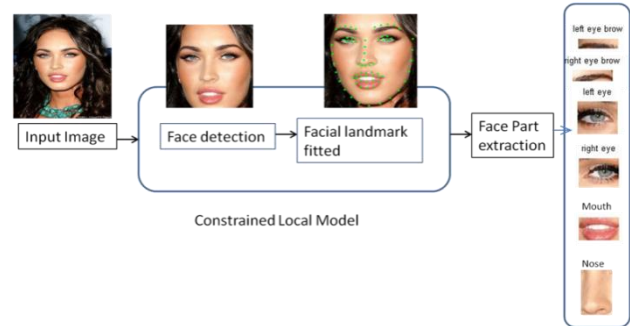 Input Image
Face detection
Facial landmark
fitted
Constrained Local Model
Face Part
extraction
left eye brow
right eye brow
left eye
right eye
Mouth
Nose